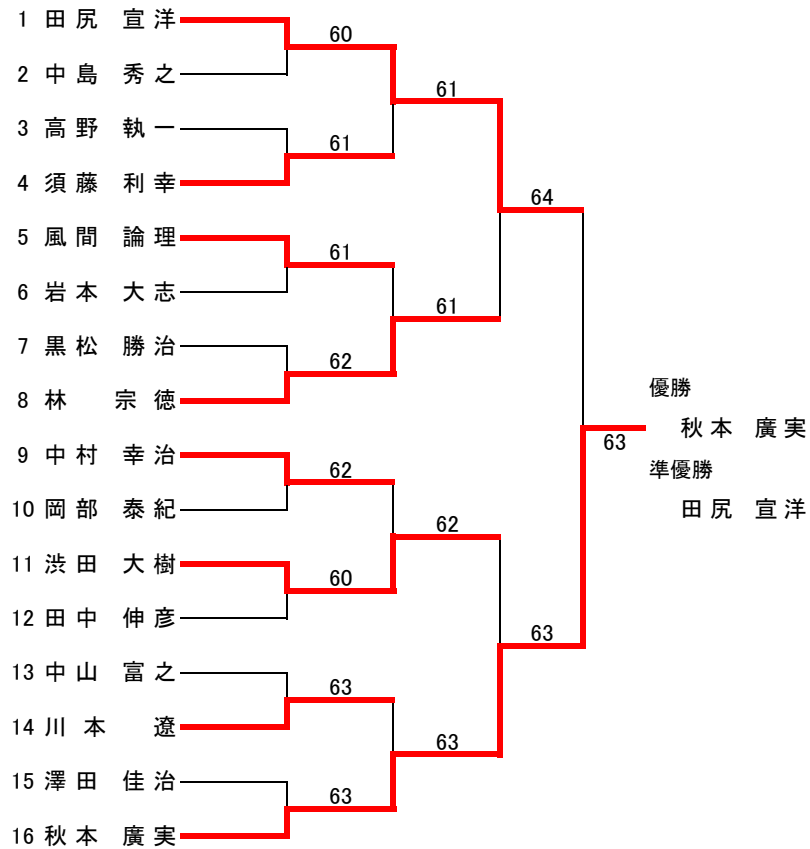 1 田尻 宣洋
60
2 中島 秀之
61
3 高野 執一
61
4 須藤 利幸
64
5 風間 論理
61
6 岩本 大志
61
7 黒松 勝治
62
8 林 宗徳
優勝
秋本 廣実
63
9 中村 幸治
準優勝
62
10 岡部 泰紀
田尻 宣洋
62
11 渋田 大樹
60
12 田中 伸彦
63
13 中山 富之
63
14 川本 遼
63
15 澤田 佳治
63
16 秋本 廣実